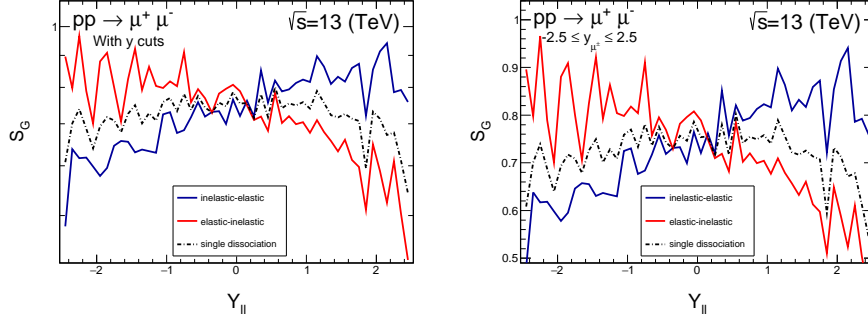 pp → μ⁺ μ⁻
√s=13 (TeV)
With y cuts
1
S_G
inelastic-elastic
elastic-inelastic
single dissociation
−2 −1 0 1 2
Y_ll
pp → μ⁺ μ⁻
√s=13 (TeV)
-2.5 ≤ y_μ± ≤ 2.5
1
0.9
0.8
0.7
0.6
0.5
S_G
inelastic-elastic
elastic-inelastic
single dissociation
−2 −1 0 1 2
Y_ll